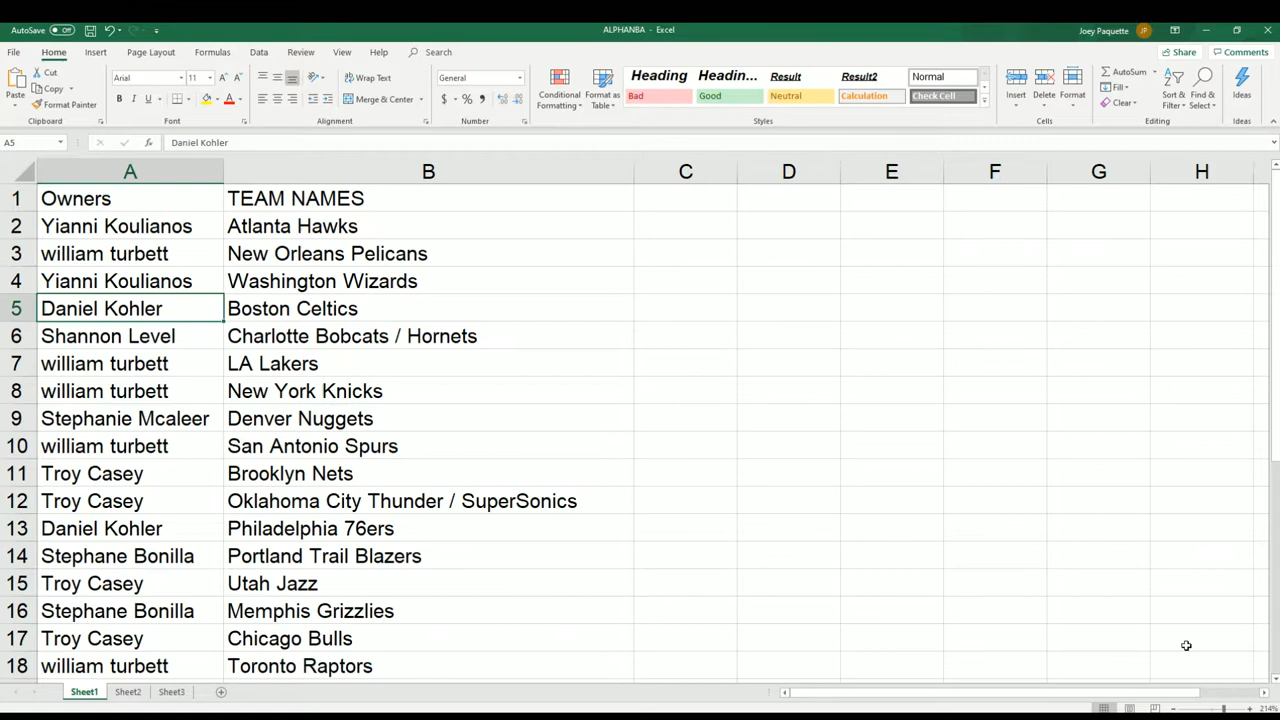 AutoSave Off ALPHANBA - Excel Joey Paquette JP
File Home Insert Page Layout Formulas Data Review View Help Search Share Comments
Paste Cut Copy Format Painter Clipboard
Arial 11 B I U A A Font
Wrap Text Merge & Center Alignment
General $ % Number
Conditional Formatting Format as Table
Heading Headin... Result Result2 Normal
Bad Good Neutral Calculation Check Cell
Styles
Insert Delete Format Cells
AutoSum Fill Clear Sort & Filter Find & Select Editing
Ideas Ideas
A5 fx Daniel Kohler
A B C D E F G H
1 Owners TEAM NAMES
2 Yianni Koulianos Atlanta Hawks
3 william turbett New Orleans Pelicans
4 Yianni Koulianos Washington Wizards
5 Daniel Kohler Boston Celtics
6 Shannon Level Charlotte Bobcats / Hornets
7 william turbett LA Lakers
8 william turbett New York Knicks
9 Stephanie Mcaleer Denver Nuggets
10 william turbett San Antonio Spurs
11 Troy Casey Brooklyn Nets
12 Troy Casey Oklahoma City Thunder / SuperSonics
13 Daniel Kohler Philadelphia 76ers
14 Stephane Bonilla Portland Trail Blazers
15 Troy Casey Utah Jazz
16 Stephane Bonilla Memphis Grizzlies
17 Troy Casey Chicago Bulls
18 william turbett Toronto Raptors
Sheet1 Sheet2 Sheet3
214%